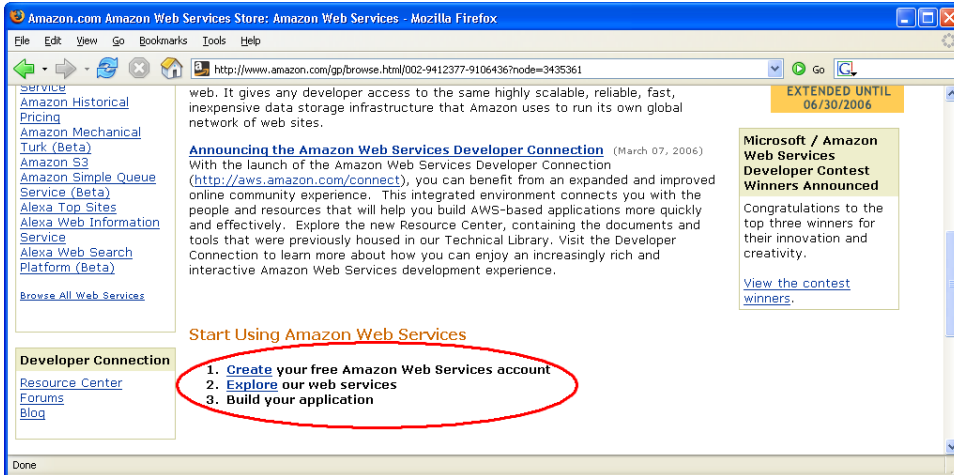 Amazon.com Amazon Web Services Store: Amazon Web Services - Mozilla Firefox
File Edit View Go Bookmarks Tools Help
http://www.amazon.com/gp/browse.html/002-9412377-9106436?node=3435361
Go
G
Service
Amazon Historical
Pricing
Amazon Mechanical
Turk (Beta)
Amazon S3
Amazon Simple Queue
Service (Beta)
Alexa Top Sites
Alexa Web Information
Service
Alexa Web Search
Platform (Beta)
Browse All Web Services
Developer Connection
Resource Center
Forums
Blog
web. It gives any developer access to the same highly scalable, reliable, fast,
inexpensive data storage infrastructure that Amazon uses to run its own global
network of web sites.
Announcing the Amazon Web Services Developer Connection (March 07, 2006)
With the launch of the Amazon Web Services Developer Connection
(http://aws.amazon.com/connect), you can benefit from an expanded and improved
online community experience. This integrated environment connects you with the
people and resources that will help you build AWS-based applications more quickly
and effectively. Explore the new Resource Center, containing the documents and
tools that were previously housed in our Technical Library. Visit the Developer
Connection to learn more about how you can enjoy an increasingly rich and
interactive Amazon Web Services development experience.
Start Using Amazon Web Services
1. Create your free Amazon Web Services account
2. Explore our web services
3. Build your application
EXTENDED UNTIL
06/30/2006
Microsoft / Amazon
Web Services
Developer Contest
Winners Announced
Congratulations to the
top three winners for
their innovation and
creativity.
View the contest
winners.
Done